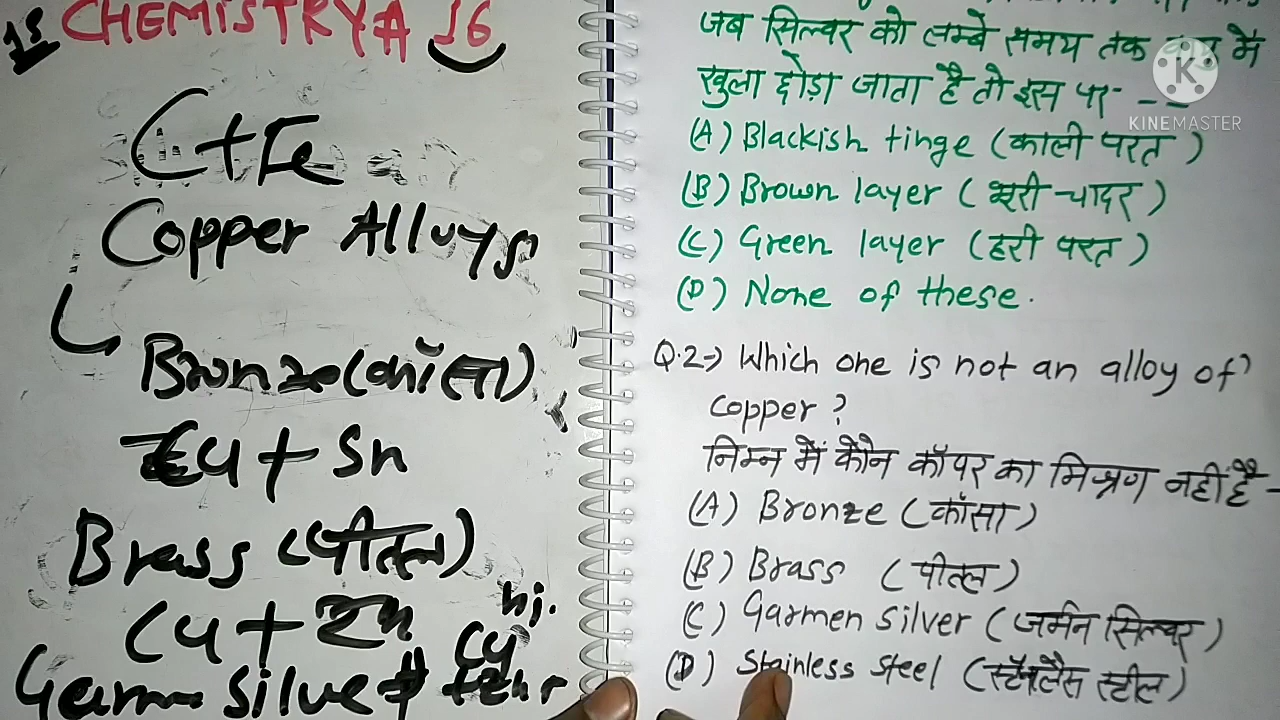 15 CHEMISTRY A 16
C+Fe
Copper Alloys
Bronze (काँसा)
Cu + Sn
Brass (पीतल)
Cu + Zn
Ni.
Garmen Silver Cu
जब सिल्वर को लम्बे समय तक में
खुला छोड़ा जाता है तो इस पर - - -
(A) Blackish tinge (काली परत)
(B) Brown layer (भूरी चादर)
(C) Green layer (हरी परत)
(D) None of these.
Q.2→ Which one is not an alloy of
copper?
निम्न में कौन कॉपर का मिश्रण नहीं है -
(A) Bronze (काँसा)
(B) Brass (पीतल)
(C) Garmen silver (जर्मन सिल्वर)
(D) Stainless steel (स्टेनलैस स्टील)
KINEMASTER